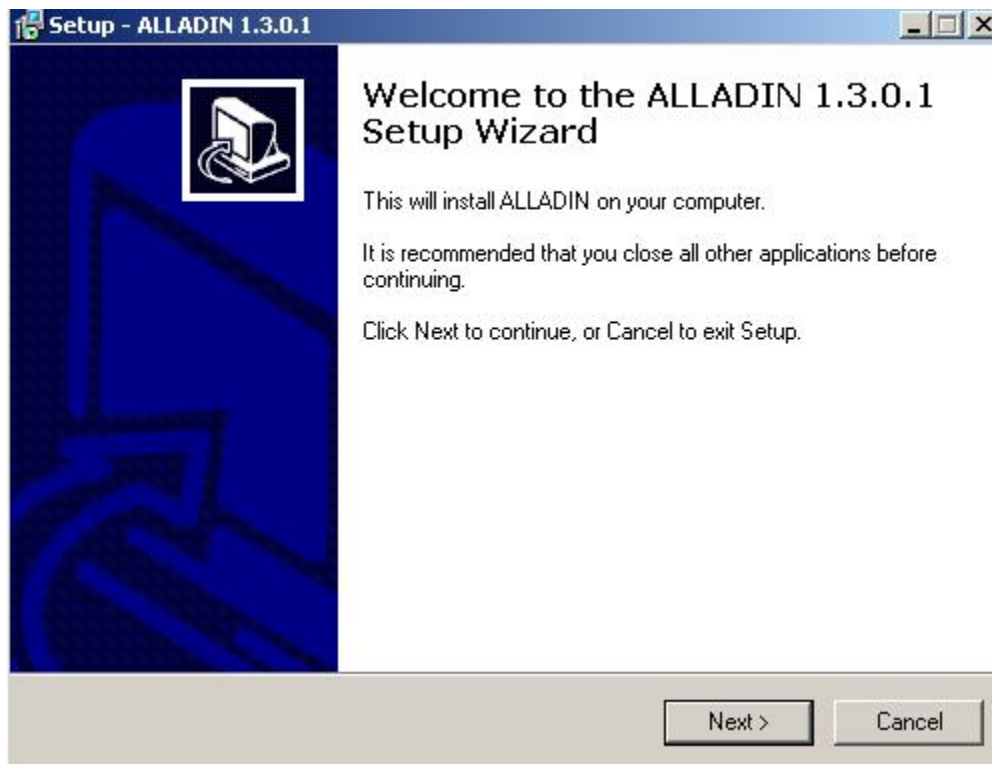 Setup - ALLADIN 1.3.0.1
Welcome to the ALLADIN 1.3.0.1
Setup Wizard
This will install ALLADIN on your computer.
It is recommended that you close all other applications before
continuing.
Click Next to continue, or Cancel to exit Setup.
Next >
Cancel